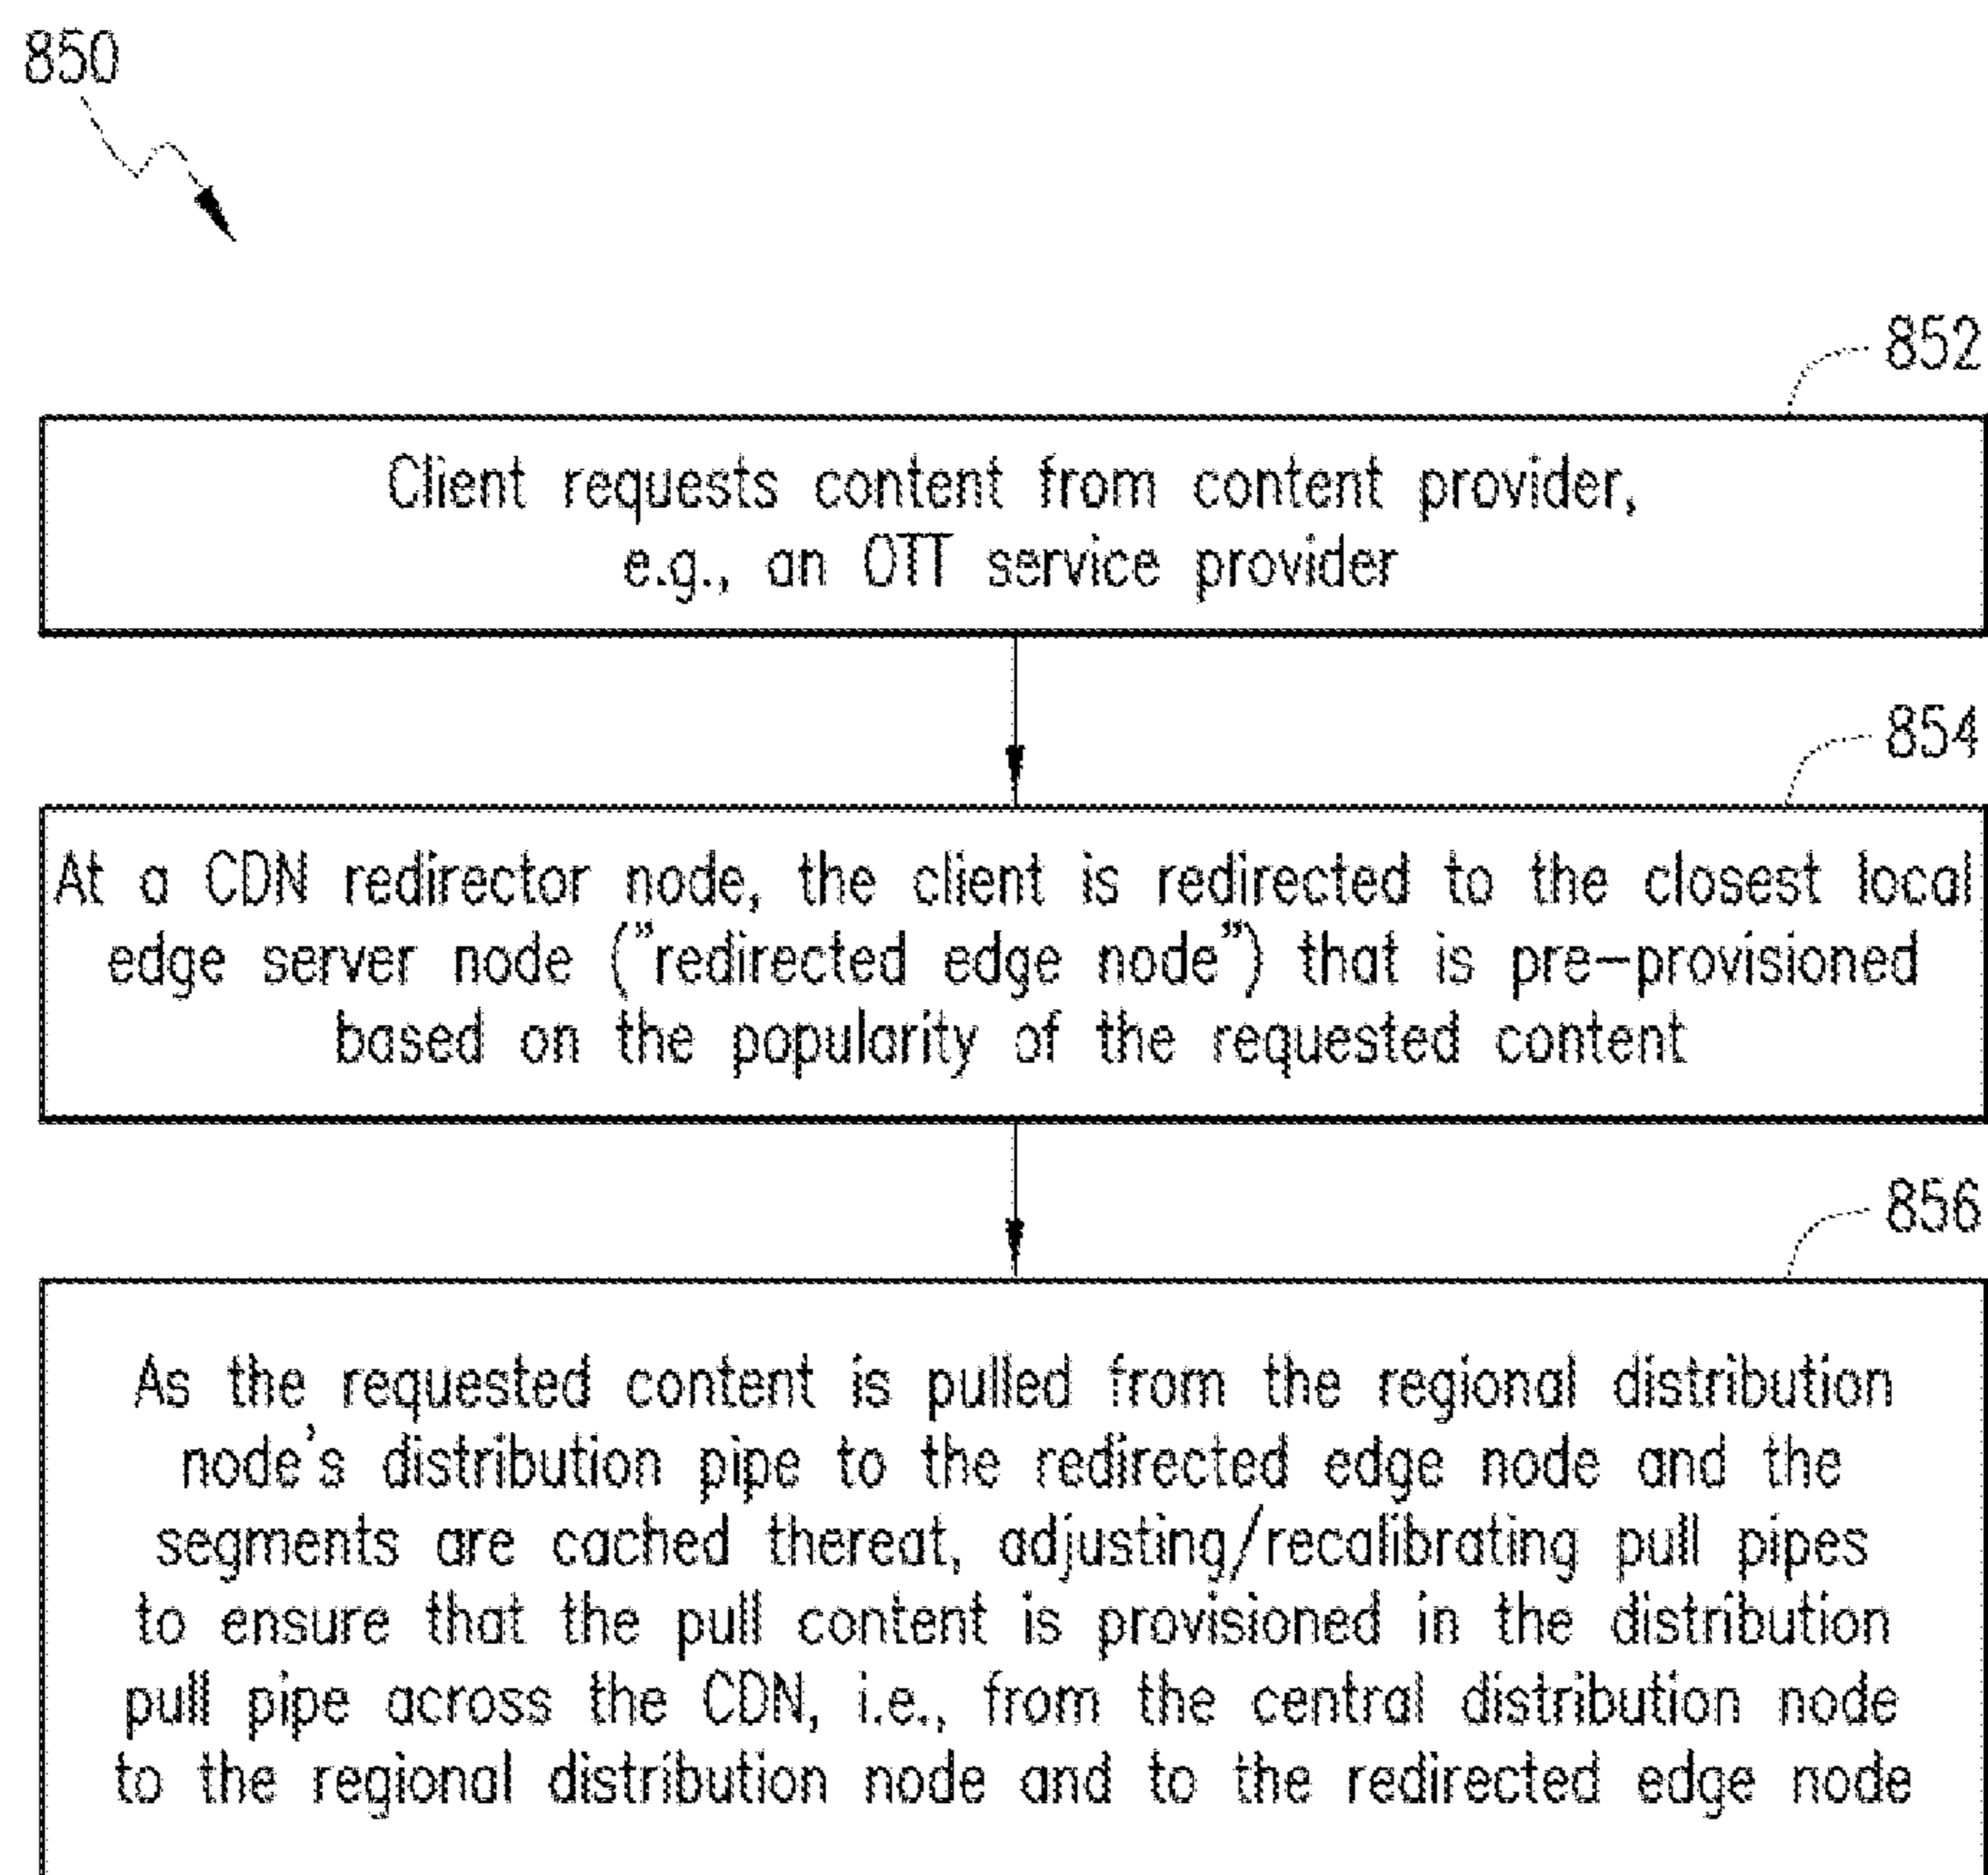 850
852
Client requests content from content provider,
e.g., an OTT service provider
854
At a CDN redirector node, the client is redirected to the closest local
edge server node ("redirected edge node") that is pre-provisioned
based on the popularity of the requested content
856
As the requested content is pulled from the regional distribution
node's distribution pipe to the redirected edge node and the
segments are cached thereat, adjusting/recalibrating pull pipes
to ensure that the pull content is provisioned in the distribution
pull pipe across the CDN, i.e., from the central distribution node
to the regional distribution node and to the redirected edge node